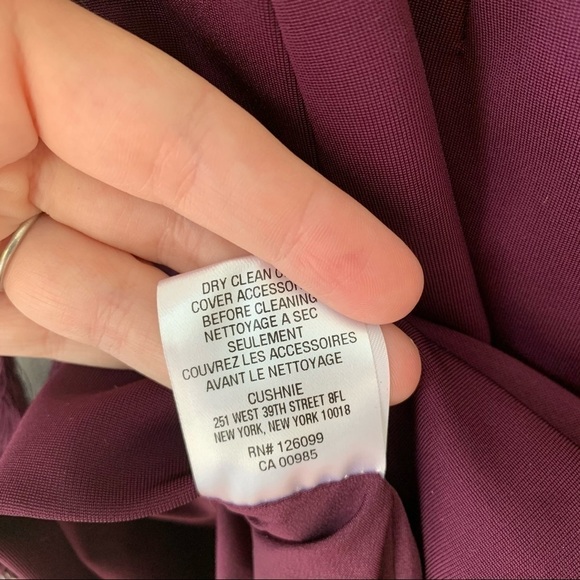 DRY CLEAN
COVER
BEFORE CLEANING
NETTOYAGE A SEC
SEULEMENT
COUVREZ LES ACCESSOIRES
AVANT LE NETTOYAGE
CUSHNIE
251 WEST 39TH STREET 8FL
NEW YORK, NEW YORK 10018
RN# 126099
CA 00985